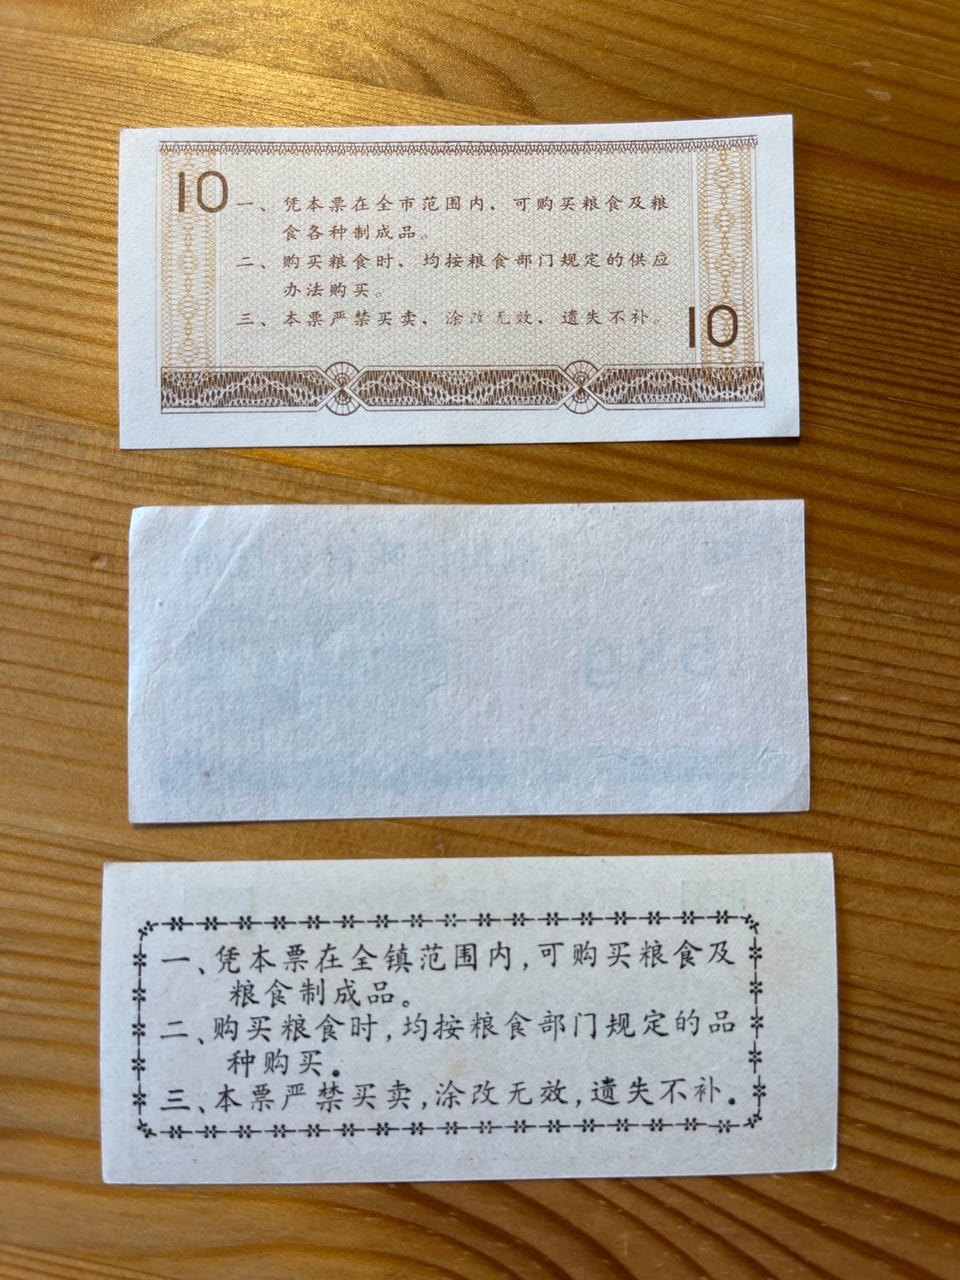 10
一、凭本票在全市范围内、可购买粮食及粮
食各种制成品。
二、购买粮食时、均按粮食部门规定的供应
办法购买。
三、本票严禁买卖、涂改无效、遗失不补。
10
5kg
一、凭本票在全镇范围内,可购买粮食及
粮食制成品。
二、购买粮食时,均按粮食部门规定的品
种购买.
三、本票严禁买卖,涂改无效,遗失不补.